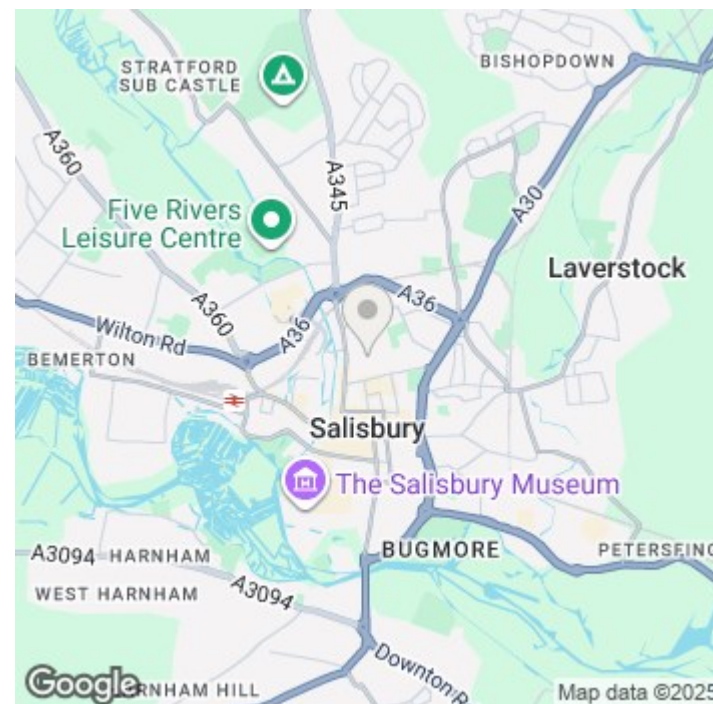 STRATFORD
SUB CASTLE
BISHOPDOWN
A360
A345
A30
Five Rivers
Leisure Centre
Laverstock
A360
A36
A36
Wilton Rd
BEMERTON
Salisbury
The Salisbury Museum
A3094
HARNHAM
BUGMORE
PETERSFING
WEST HARNHAM
A3094
Downton R
Google
RNHAM HILL
Map data ©2025